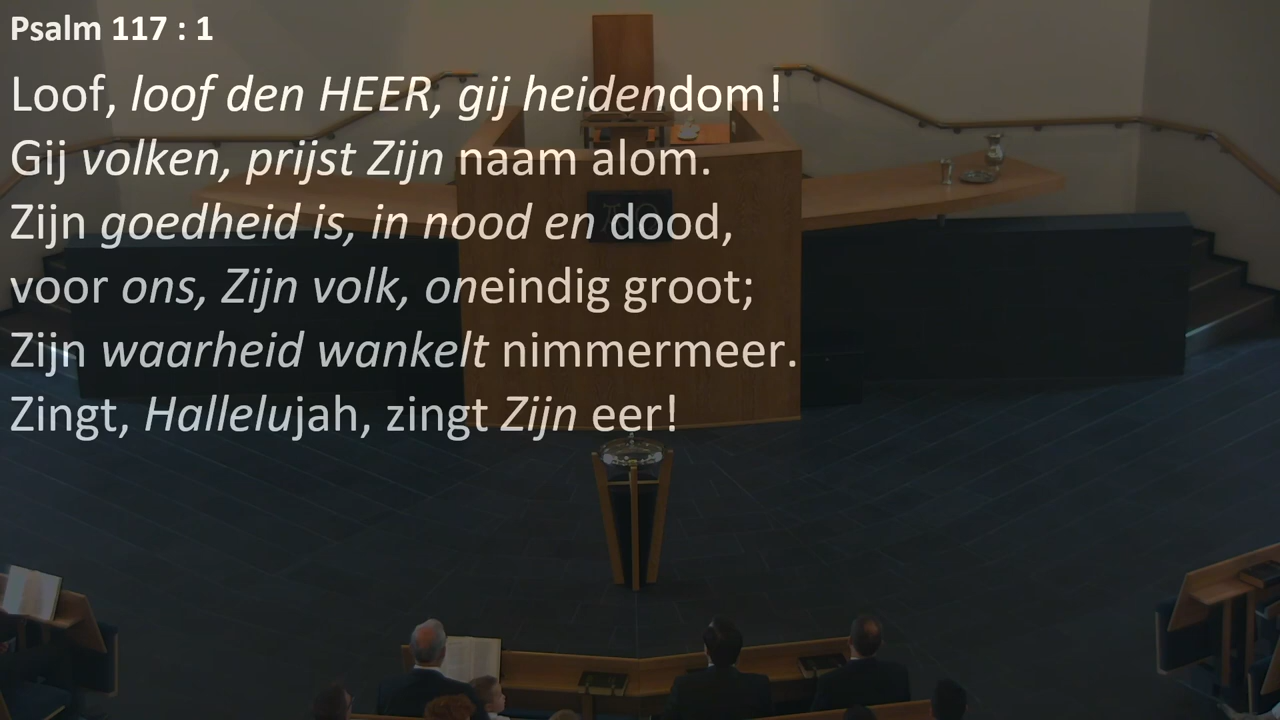 Psalm 117 : 1
Loof, loof den HEER, gij heidendom!
Gij volken, prijst Zijn naam alom.
Zijn goedheid is, in nood en dood,
voor ons, Zijn volk, oneindig groot;
Zijn waarheid wankelt nimmermeer.
Zingt, Hallelujah, zingt Zijn eer!